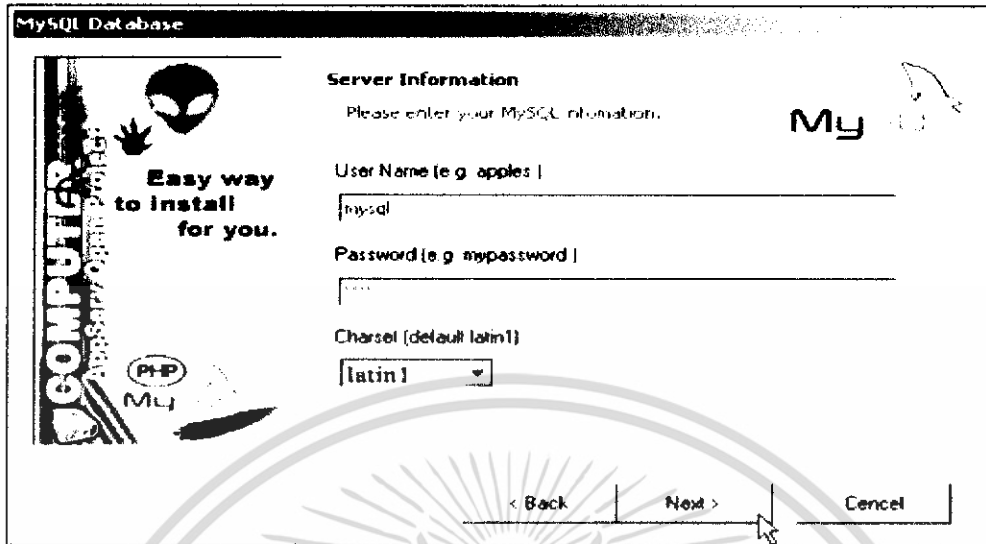 MySQL Database
Server Information
Please enter your MySQL infomation.
My
Easy way
to install
for you.
User Name (e.g. apples )
mysql
Password (e.g. mypassword )
****
Charset (default latin1)
latin1
COMPUTER
PHP
My
< Back
Next >
Cancel